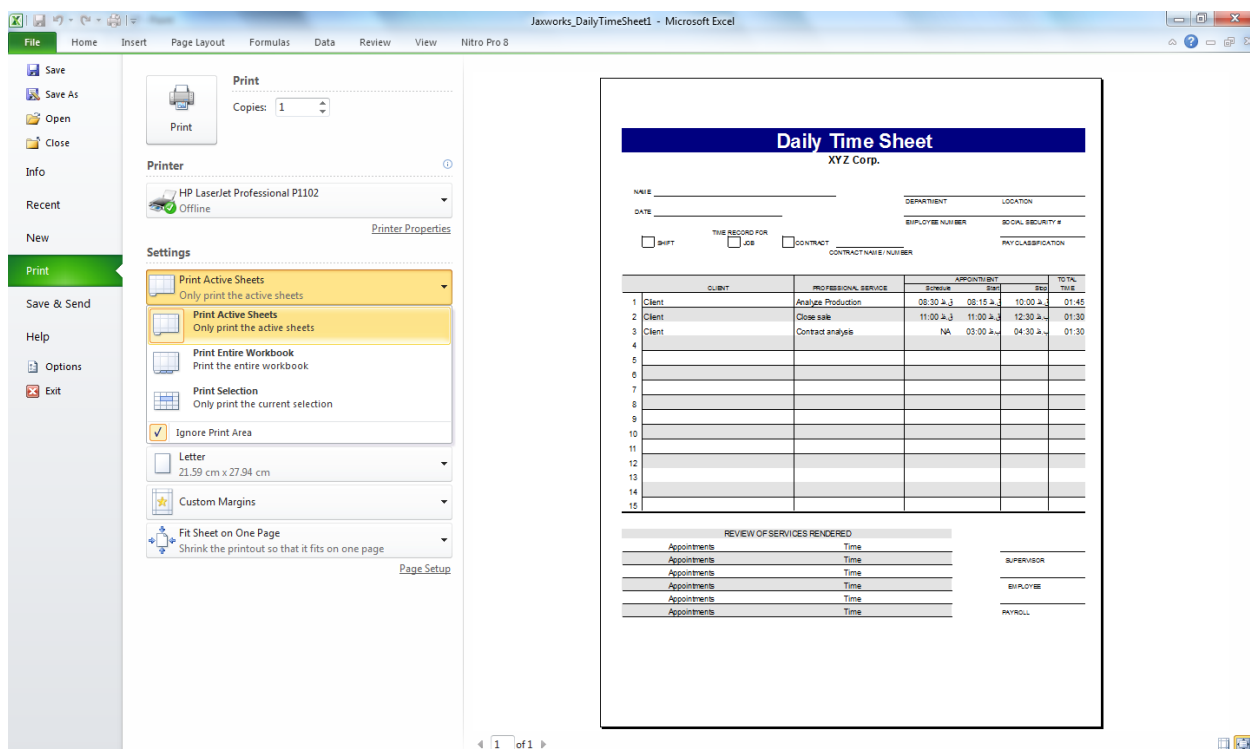 Jaxworks_DailyTimeSheet1 - Microsoft Excel
File Home Insert Page Layout Formulas Data Review View Nitro Pro 8
Save
Save As
Open
Close
Info
Recent
New
Print
Save & Send
Help
Options
Exit
Print
Print
Copies: 1
Printer
HP LaserJet Professional P1102
Offline
Printer Properties
Settings
Print Active Sheets
Only print the active sheets
Print Active Sheets
Only print the active sheets
Print Entire Workbook
Print the entire workbook
Print Selection
Only print the current selection
Ignore Print Area
Letter
21.59 cm x 27.94 cm
Custom Margins
Fit Sheet on One Page
Shrink the printout so that it fits on one page
Page Setup
Daily Time Sheet
XYZ Corp.
NAME
DEPARTMENT LOCATION
DATE
EMPLOYEE NUMBER SOCIAL SECURITY #
TIME RECORD FOR
SHIFT JOB CONTRACT PAY CLASSIFICATION
CONTRACT NAME / NUMBER
APPOINTMENT TOTAL
CLIENT PROFESSIONAL SERVICE Schedule Start Stop TIME
1 Client Analyze Production 08:30 ق.ظ 08:15 ق.ظ 10:00 ق.ظ 01:45
2 Client Close sale 11:00 ق.ظ 11:00 ق.ظ 12:30 ب.ظ 01:30
3 Client Contract analysis NA 03:00 ب.ظ 04:30 ب.ظ 01:30
4
5
6
7
8
9
10
11
12
13
14
15
REVIEW OF SERVICES RENDERED
Appointments Time
Appointments Time
Appointments Time
Appointments Time
Appointments Time
Appointments Time
SUPERVISOR
EMPLOYEE
PAYROLL
1 of 1